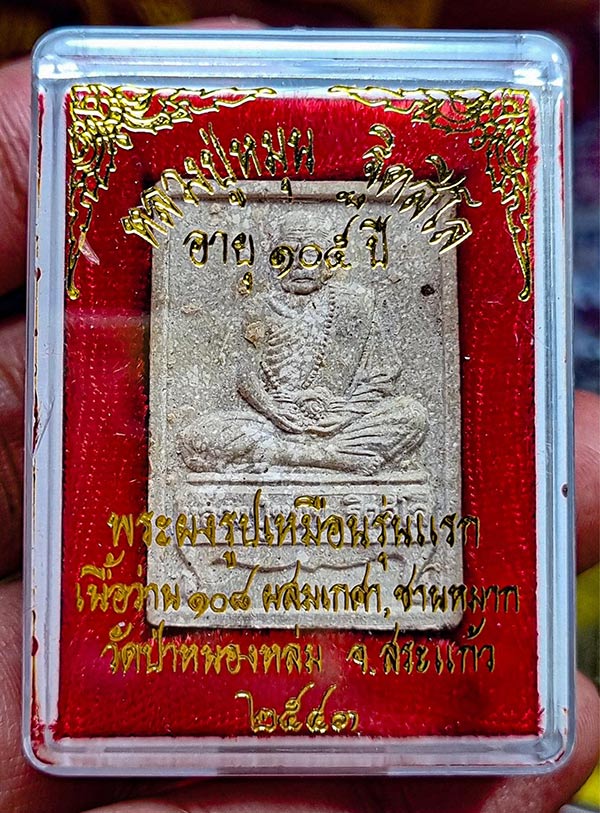 หลวงปู่หมุน ฐิตสีโล
อายุ ๑๐๕ ปี
พระผงรูปเหมือนรุ่นแรก
เนื้อว่าน ๑๐๘ ผสมเกศา, ชานหมาก
วัดป่าหนองหล่ม จ.สระแก้ว
๒๕๔๓